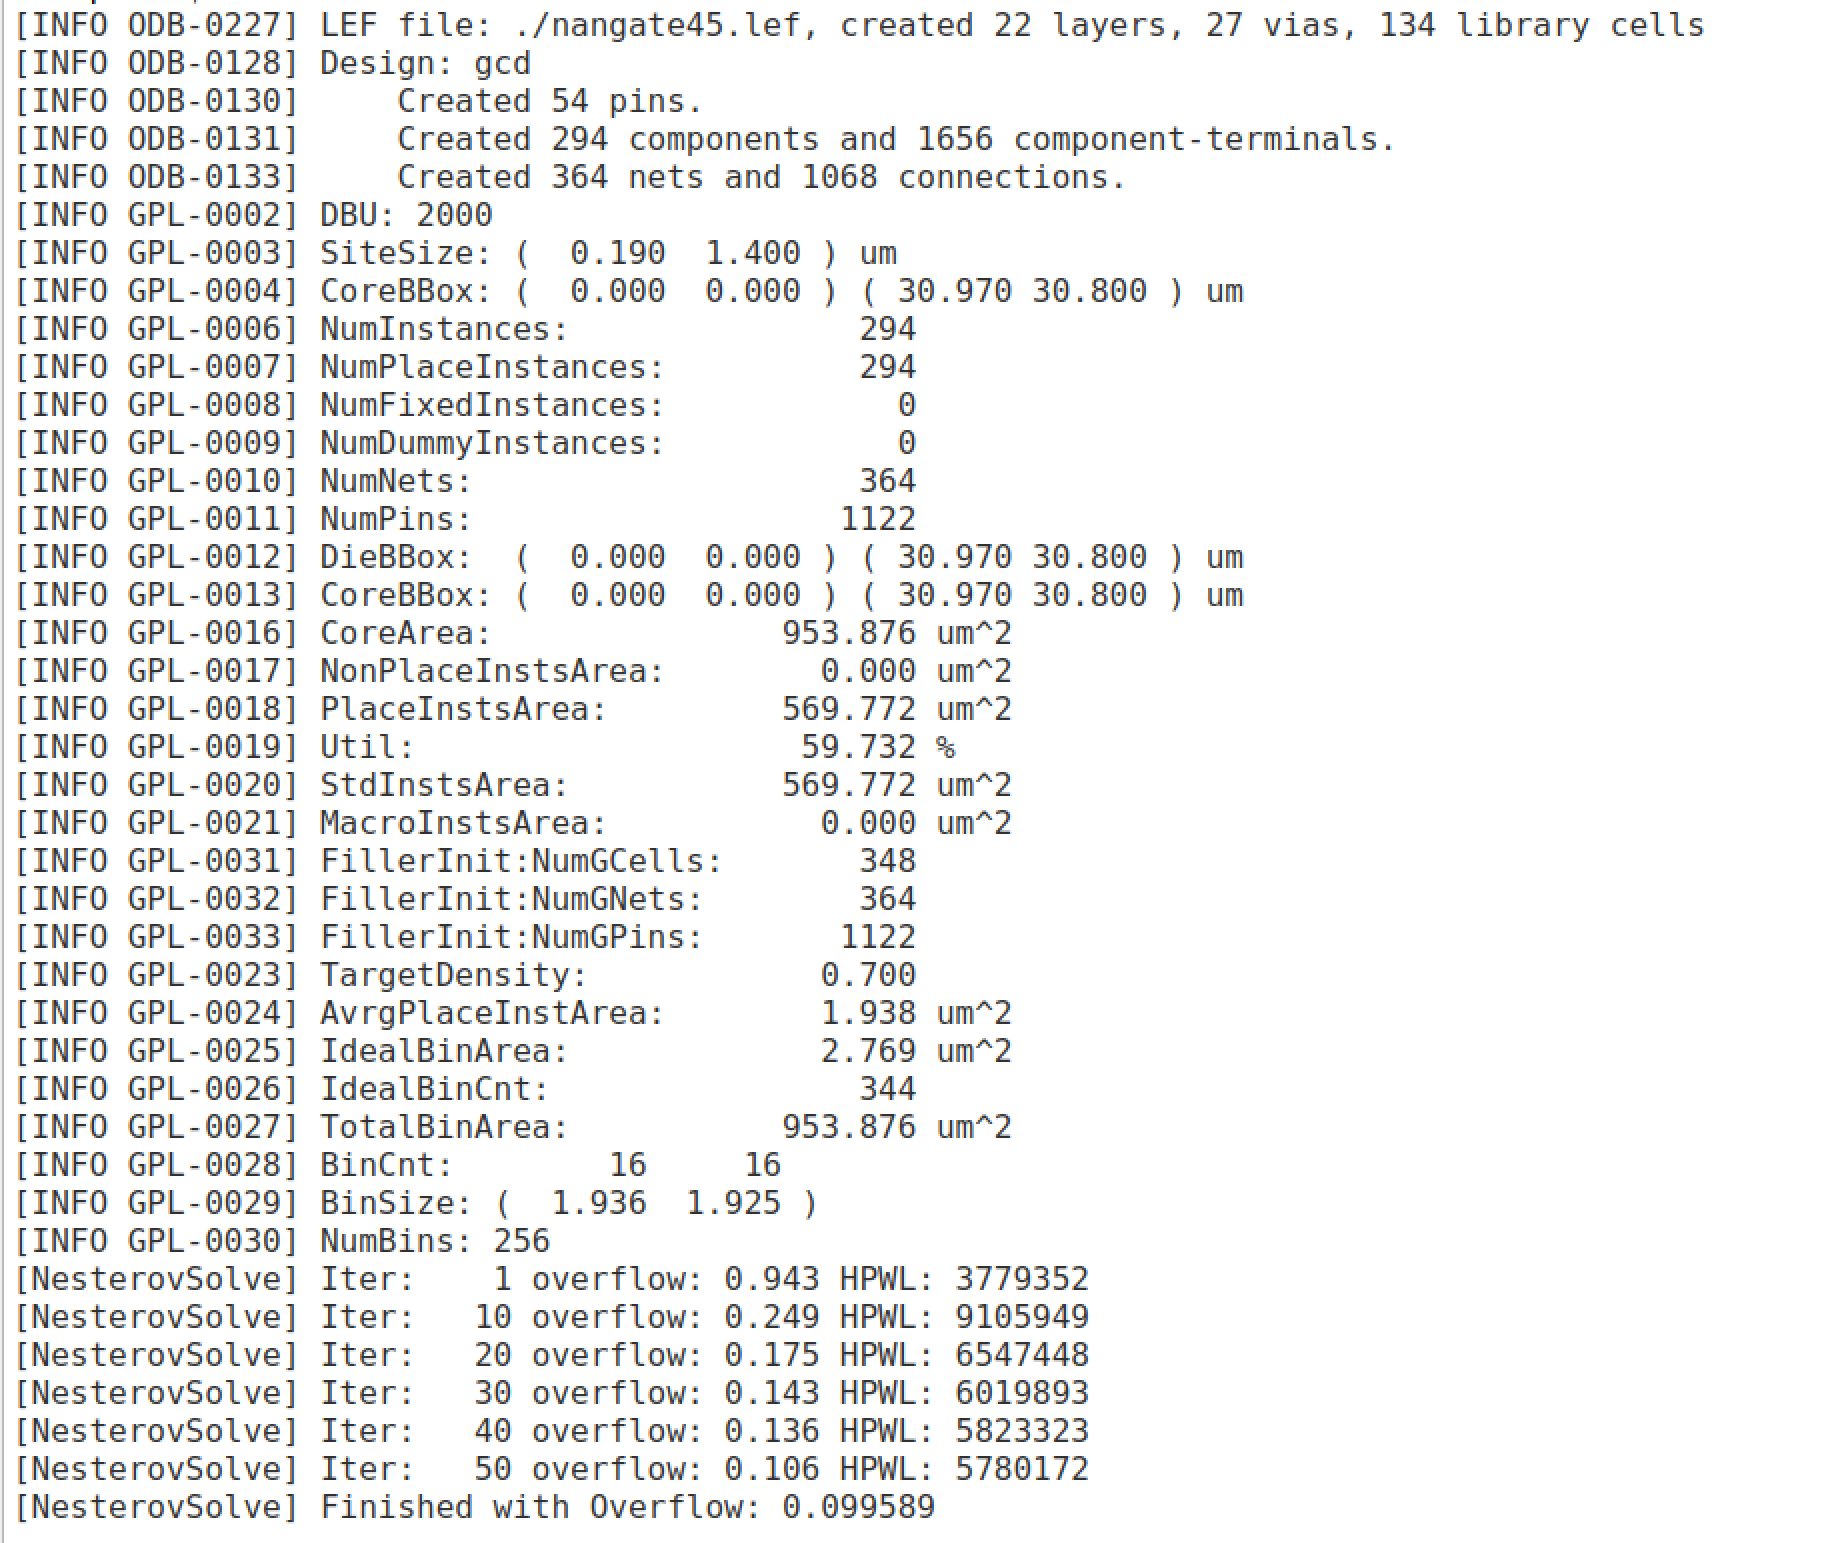 [INFO ODB-0227] LEF file: ./nangate45.lef, created 22 layers, 27 vias, 134 library cells
[INFO ODB-0128] Design: gcd
[INFO ODB-0130]     Created 54 pins.
[INFO ODB-0131]     Created 294 components and 1656 component-terminals.
[INFO ODB-0133]     Created 364 nets and 1068 connections.
[INFO GPL-0002] DBU: 2000
[INFO GPL-0003] SiteSize: (  0.190  1.400 ) um
[INFO GPL-0004] CoreBBox: (  0.000  0.000 ) ( 30.970 30.800 ) um
[INFO GPL-0006] NumInstances:               294
[INFO GPL-0007] NumPlaceInstances:          294
[INFO GPL-0008] NumFixedInstances:            0
[INFO GPL-0009] NumDummyInstances:            0
[INFO GPL-0010] NumNets:                    364
[INFO GPL-0011] NumPins:                   1122
[INFO GPL-0012] DieBBox:  (  0.000  0.000 ) ( 30.970 30.800 ) um
[INFO GPL-0013] CoreBBox: (  0.000  0.000 ) ( 30.970 30.800 ) um
[INFO GPL-0016] CoreArea:               953.876 um^2
[INFO GPL-0017] NonPlaceInstsArea:        0.000 um^2
[INFO GPL-0018] PlaceInstsArea:         569.772 um^2
[INFO GPL-0019] Util:                    59.732 %
[INFO GPL-0020] StdInstsArea:           569.772 um^2
[INFO GPL-0021] MacroInstsArea:           0.000 um^2
[INFO GPL-0031] FillerInit:NumGCells:       348
[INFO GPL-0032] FillerInit:NumGNets:        364
[INFO GPL-0033] FillerInit:NumGPins:       1122
[INFO GPL-0023] TargetDensity:            0.700
[INFO GPL-0024] AvrgPlaceInstArea:        1.938 um^2
[INFO GPL-0025] IdealBinArea:             2.769 um^2
[INFO GPL-0026] IdealBinCnt:                344
[INFO GPL-0027] TotalBinArea:           953.876 um^2
[INFO GPL-0028] BinCnt:        16     16
[INFO GPL-0029] BinSize: (  1.936  1.925 )
[INFO GPL-0030] NumBins: 256
[NesterovSolve] Iter:    1 overflow: 0.943 HPWL: 3779352
[NesterovSolve] Iter:   10 overflow: 0.249 HPWL: 9105949
[NesterovSolve] Iter:   20 overflow: 0.175 HPWL: 6547448
[NesterovSolve] Iter:   30 overflow: 0.143 HPWL: 6019893
[NesterovSolve] Iter:   40 overflow: 0.136 HPWL: 5823323
[NesterovSolve] Iter:   50 overflow: 0.106 HPWL: 5780172
[NesterovSolve] Finished with Overflow: 0.099589